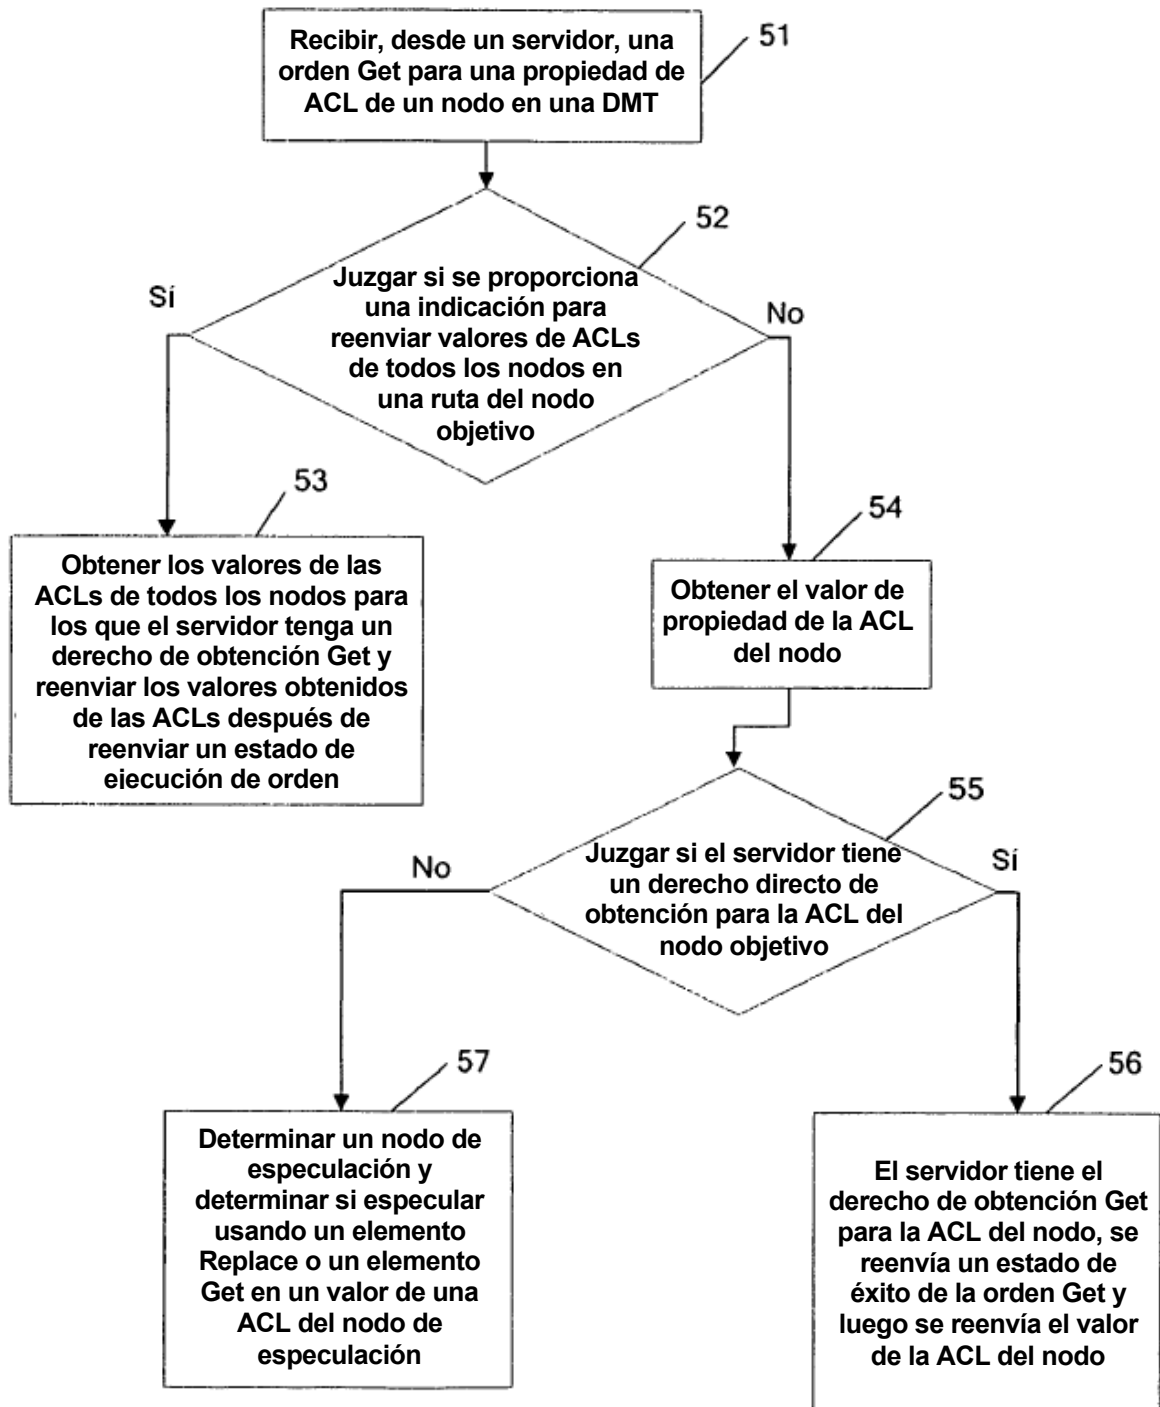 Recibir, desde un servidor, una
orden Get para una propiedad de
ACL de un nodo en una DMT
51
52
Juzgar si se proporciona
una indicación para
reenviar valores de ACLs
de todos los nodos en
una ruta del nodo
objetivo
Sí
No
53
Obtener los valores de las
ACLs de todos los nodos para
los que el servidor tenga un
derecho de obtención Get y
reenviar los valores obtenidos
de las ACLs después de
reenviar un estado de
ejecución de orden
54
Obtener el valor de
propiedad de la ACL
del nodo
55
Juzgar si el servidor tiene
un derecho directo de
obtención para la ACL del
nodo objetivo
No
Sí
57
Determinar un nodo de
especulación y
determinar si especular
usando un elemento
Replace o un elemento
Get en un valor de una
ACL del nodo de
especulación
56
El servidor tiene el
derecho de obtención Get
para la ACL del nodo, se
reenvía un estado de
éxito de la orden Get y
luego se reenvía el valor
de la ACL del nodo